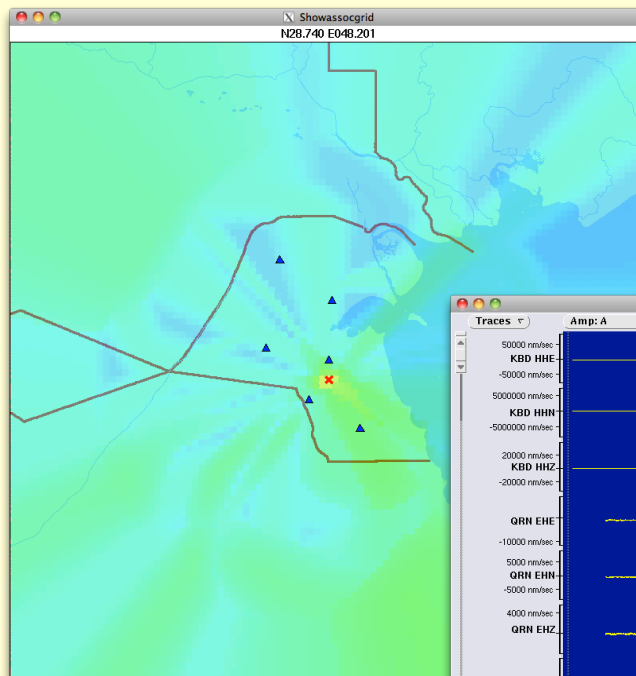 Showassocgrid
N28.740 E048.201
Traces
Amp: A
50000 nm/sec
KBD HHE
-50000 nm/sec
5000000 nm/sec
KBD HHN
-5000000 nm/sec
20000 nm/sec
KBD HHZ
-20000 nm/sec
QRN EHE
-10000 nm/sec
5000 nm/sec
QRN EHN
-5000 nm/sec
4000 nm/sec
QRN EHZ